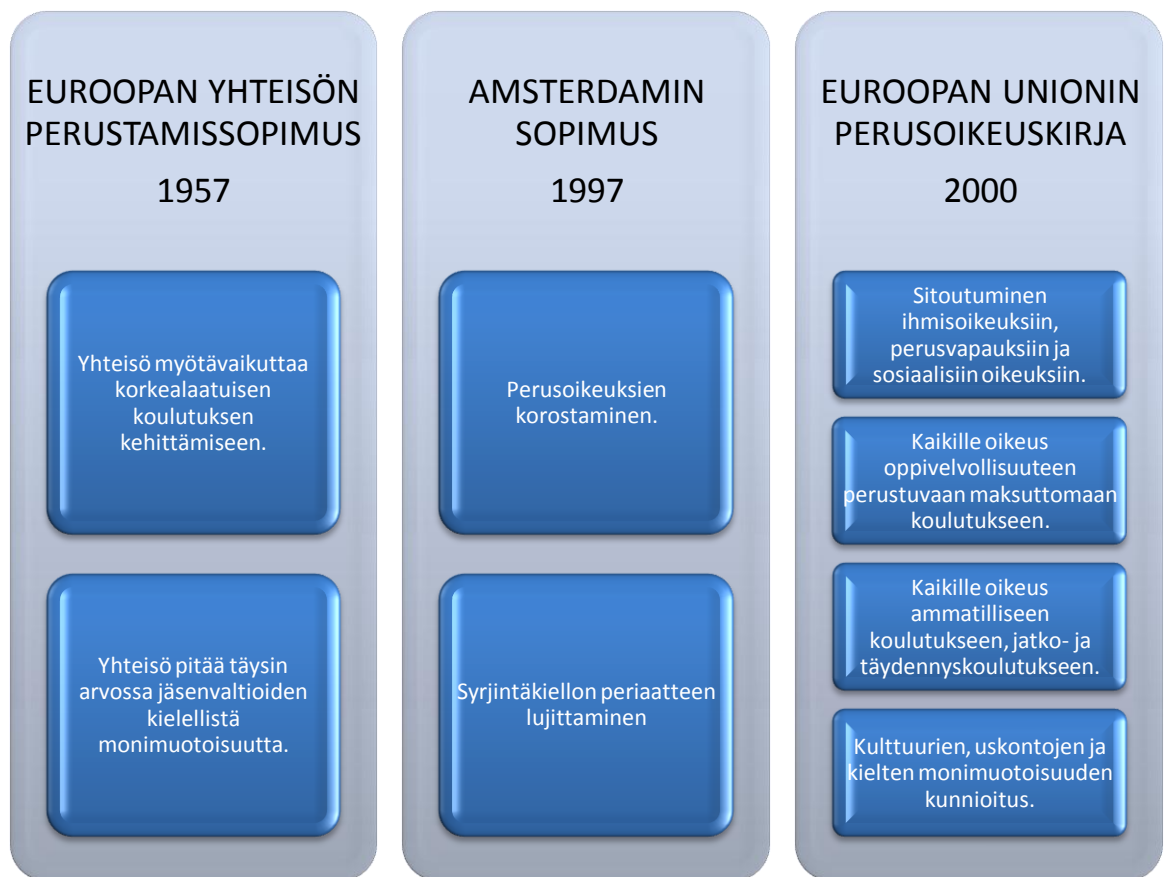 EUROOPAN YHTEISÖN
PERUSTAMISSOPIMUS
1957
Yhteisö myötävaikuttaa
korkealaatuisen
koulutuksen
kehittämiseen.
Yhteisö pitää täysin
arvossa jäsenvaltioiden
kielellistä
monimuotoisuutta.
AMSTERDAMIN
SOPIMUS
1997
Perusoikeuksien
korostaminen.
Syrjintäkiellon periaatteen
lujittaminen
EUROOPAN UNIONIN
PERUSOIKEUSKIRJA
2000
Sitoutuminen
ihmisoikeuksiin,
perusvapauksiin ja
sosiaalisiin oikeuksiin.
Kaikille oikeus
oppivelvollisuuteen
perustuvaan maksuttomaan
koulutukseen.
Kaikille oikeus
ammatilliseen
koulutukseen, jatko- ja
täydennyskoulutukseen.
Kulttuurien, uskontojen ja
kielten monimuotoisuuden
kunnioitus.